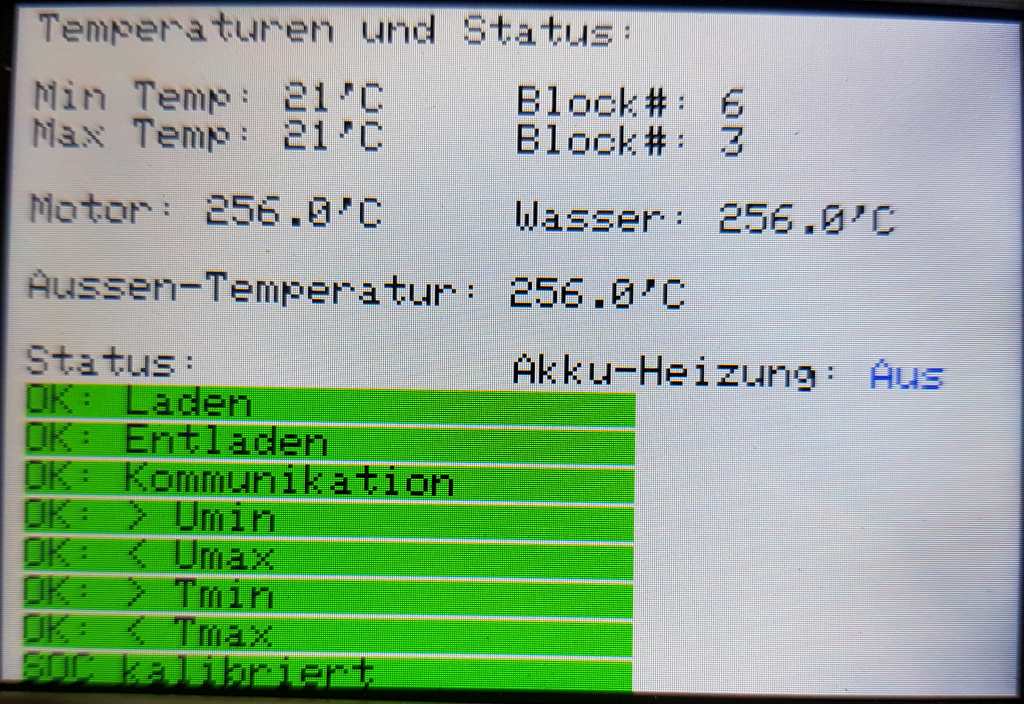 Temperaturen und Status:
Min Temp: 21'C Block#: 6
Max Temp: 21'C Block#: 3
Motor: 256.0'C Wasser: 256.0'C
Aussen-Temperatur: 256.0'C
Status: Akku-Heizung: Aus
OK: Laden
OK: Entladen
OK: Kommunikation
OK: > Umin
OK: < Umax
OK: > Tmin
OK: < Tmax
SOC kalibriert